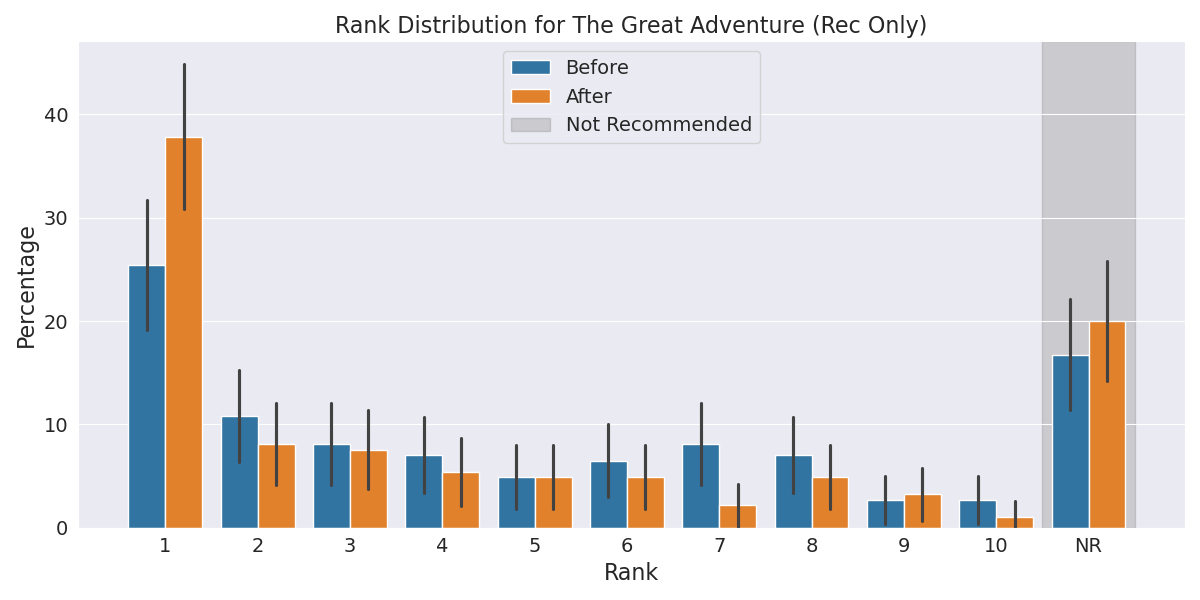 Rank Distribution for The Great Adventure (Rec Only)
Before
After
Not Recommended
Percentage
40
30
20
10
0
1 2 3 4 5 6 7 8 9 10 NR
Rank